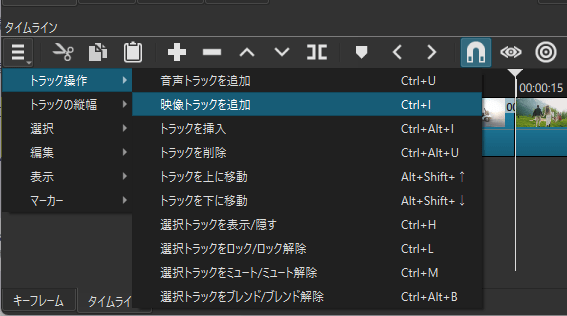 タイムライン
トラック操作
トラックの縦幅
選択
編集
表示
マーカー
音声トラックを追加 Ctrl+U
映像トラックを追加 Ctrl+I
トラックを挿入 Ctrl+Alt+I
トラックを削除 Ctrl+Alt+U
トラックを上に移動 Alt+Shift+↑
トラックを下に移動 Alt+Shift+↓
選択トラックを表示/隠す Ctrl+H
選択トラックをロック/ロック解除 Ctrl+L
選択トラックをミュート/ミュート解除 Ctrl+M
選択トラックをブレンド/ブレンド解除 Ctrl+Alt+B
00:00:15
キーフレーム
タイムライ